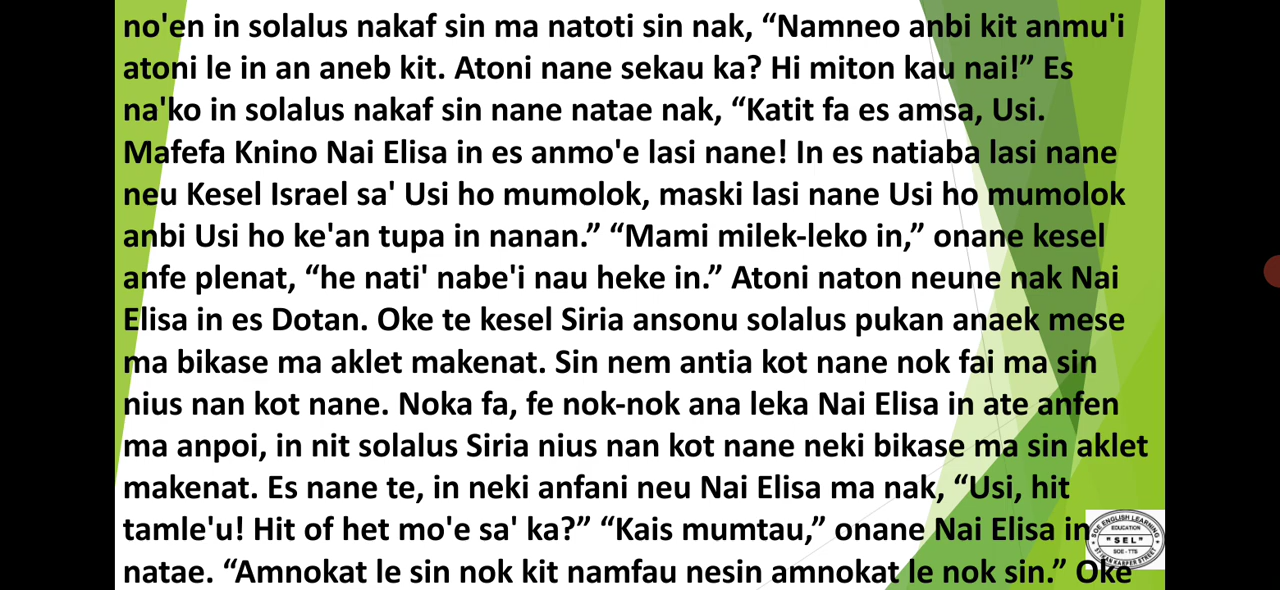 no'en in solalus nakaf sin ma natoti sin nak, “Namneo anbi kit anmu'i
atoni le in an aneb kit. Atoni nane sekau ka? Hi miton kau nai!” Es
na'ko in solalus nakaf sin nane natae nak, “Katit fa es amsa, Usi.
Mafefa Knino Nai Elisa in es anmo'e lasi nane! In es natiaba lasi nane
neu Kesel Israel sa' Usi ho mumolok, maski lasi nane Usi ho mumolok
anbi Usi ho ke'an tupa in nanan.” “Mami milek-leko in,” onane kesel
anfe plenat, “he nati' nabe'i nau heke in.” Atoni naton neune nak Nai
Elisa in es Dotan. Oke te kesel Siria ansonu solalus pukan anaek mese
ma bikase ma aklet makenat. Sin nem antia kot nane nok fai ma sin
nius nan kot nane. Noka fa, fe nok-nok ana leka Nai Elisa in ate anfen
ma anpoi, in nit solalus Siria nius nan kot nane neki bikase ma sin aklet
makenat. Es nane te, in neki anfani neu Nai Elisa ma nak, “Usi, hit
tamle'u! Hit of het mo'e sa' ka?” “Kais mumtau,” onane Nai Elisa in
natae. “Amnokat le sin nok kit namfau nesin amnokat le nok sin.” Oke
SOE ENGLISH LEARNING
EDUCATION
"SEL"
SOE - TTS